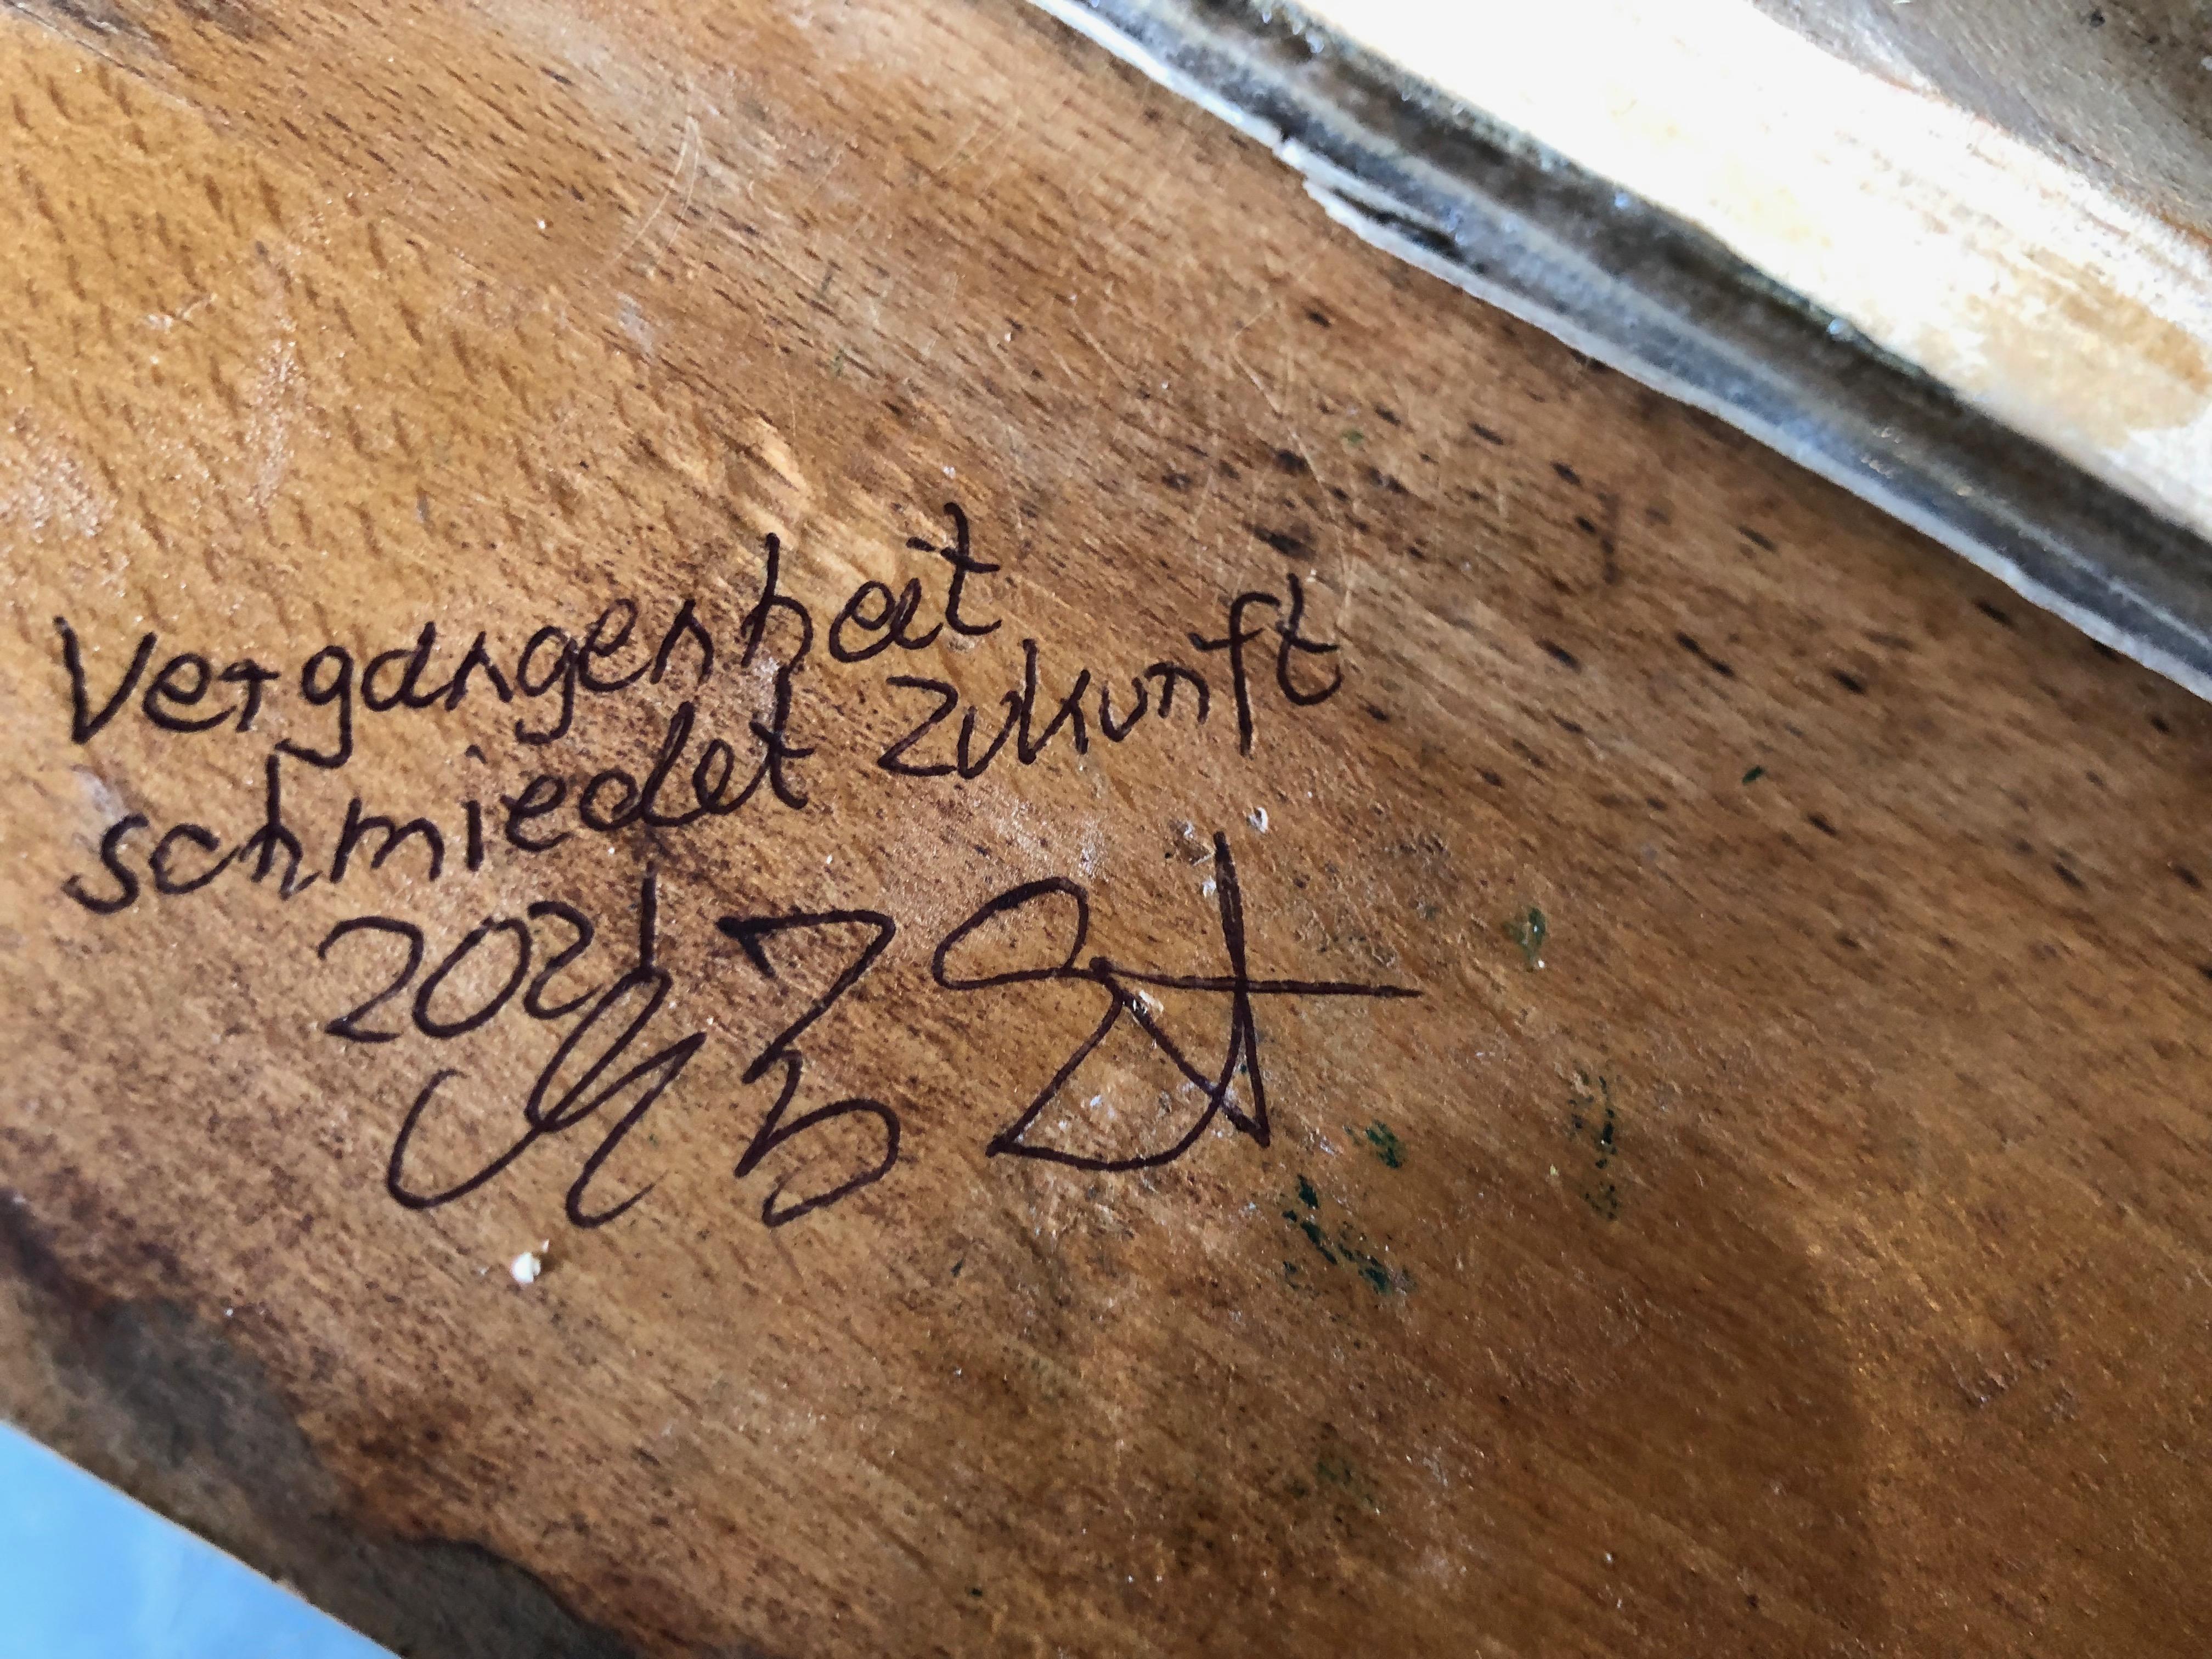 Vergangenheit
schmiedet Zukunft
2021